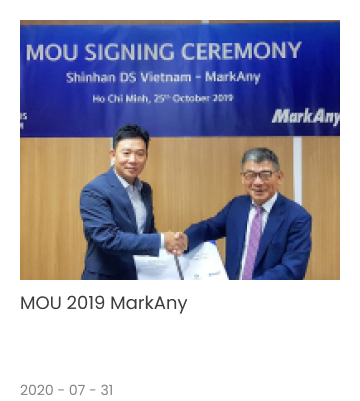 MOU SIGNING CEREMONY
Shinhan DS Vietnam - MarkAny
Ho Chi Minh, 25th October 2019
MarkAny
MOU 2019 MarkAny
2020 - 07 - 31